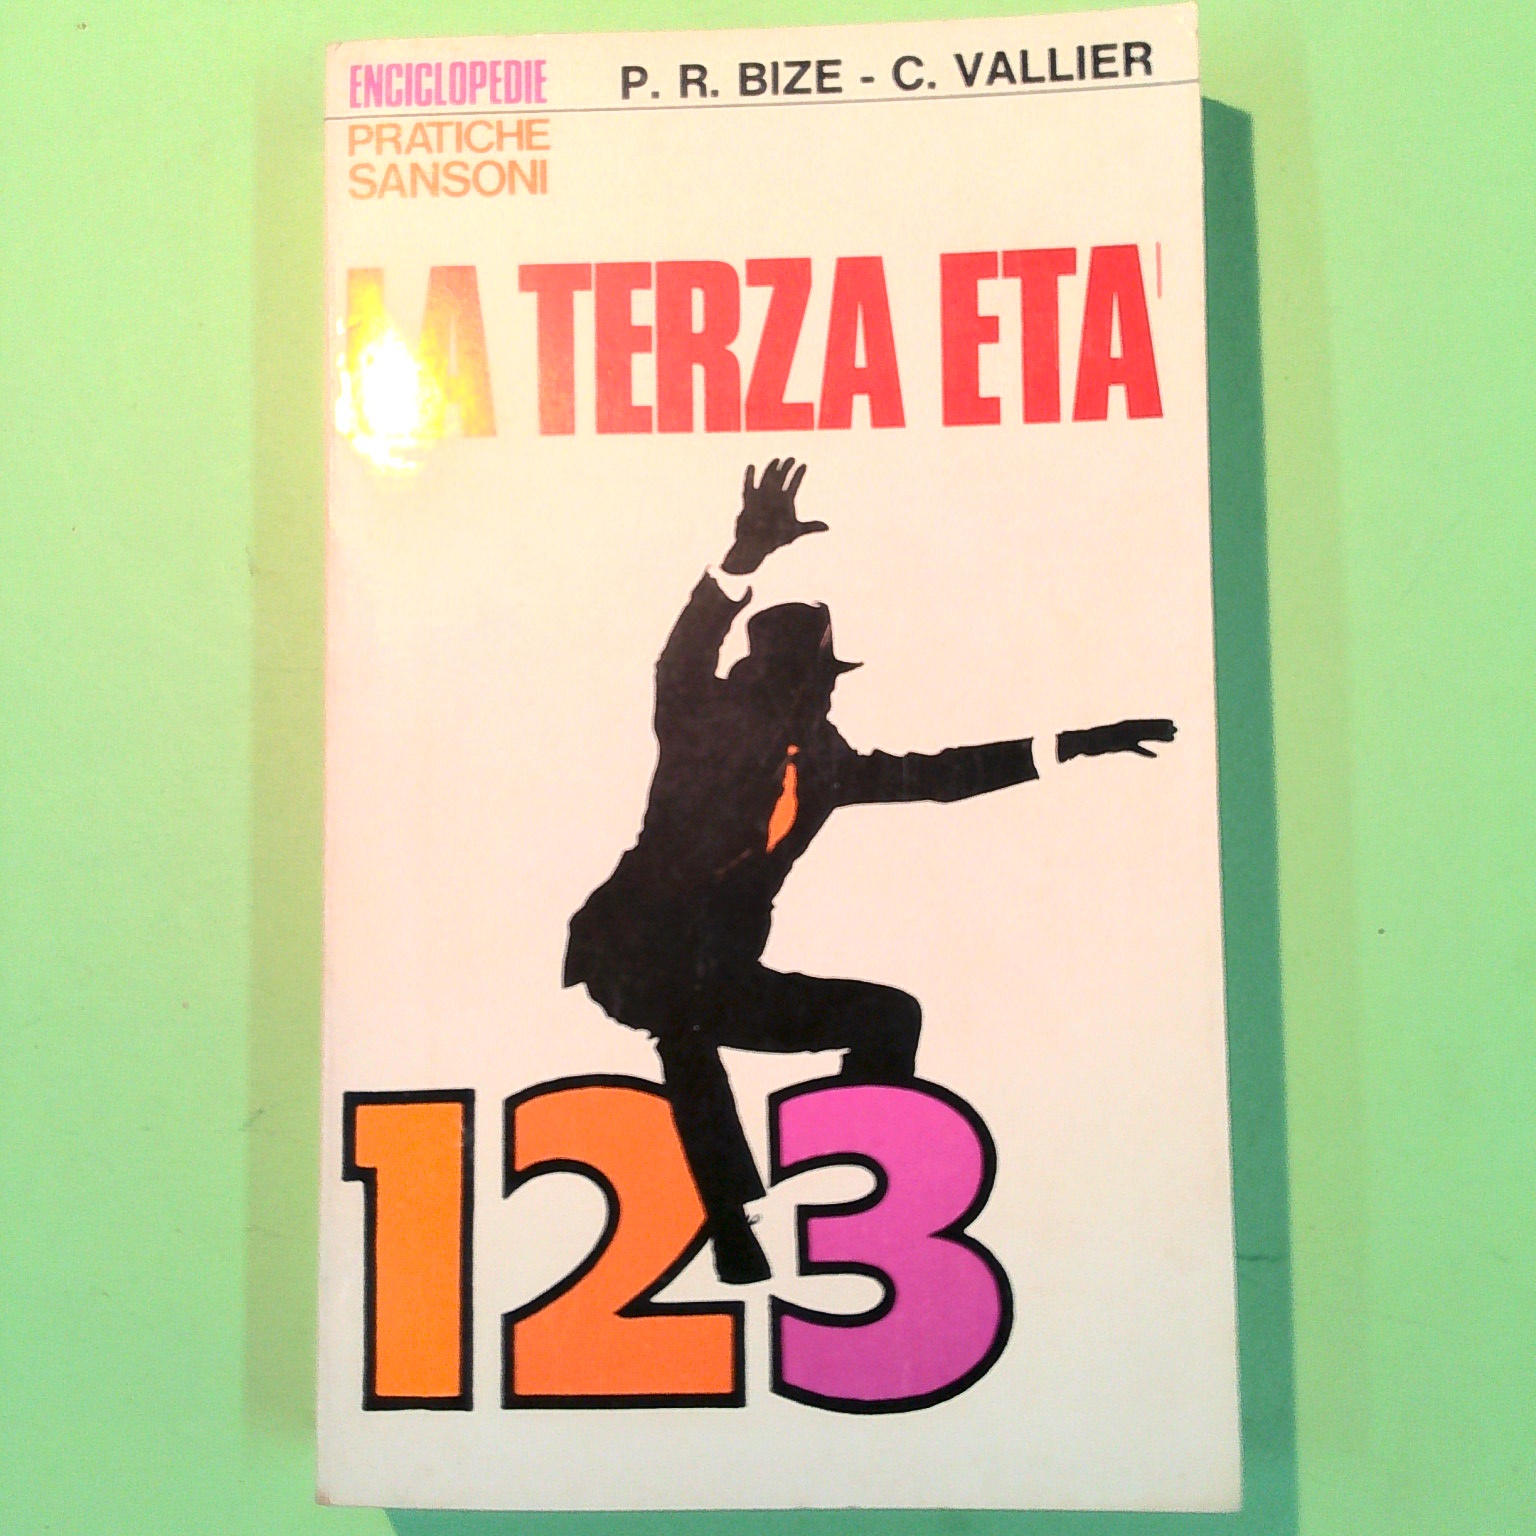 ENCICLOPEDIE P. R. BIZE - C. VALLIER
PRATICHE
SANSONI
LA TERZA ETA'
123